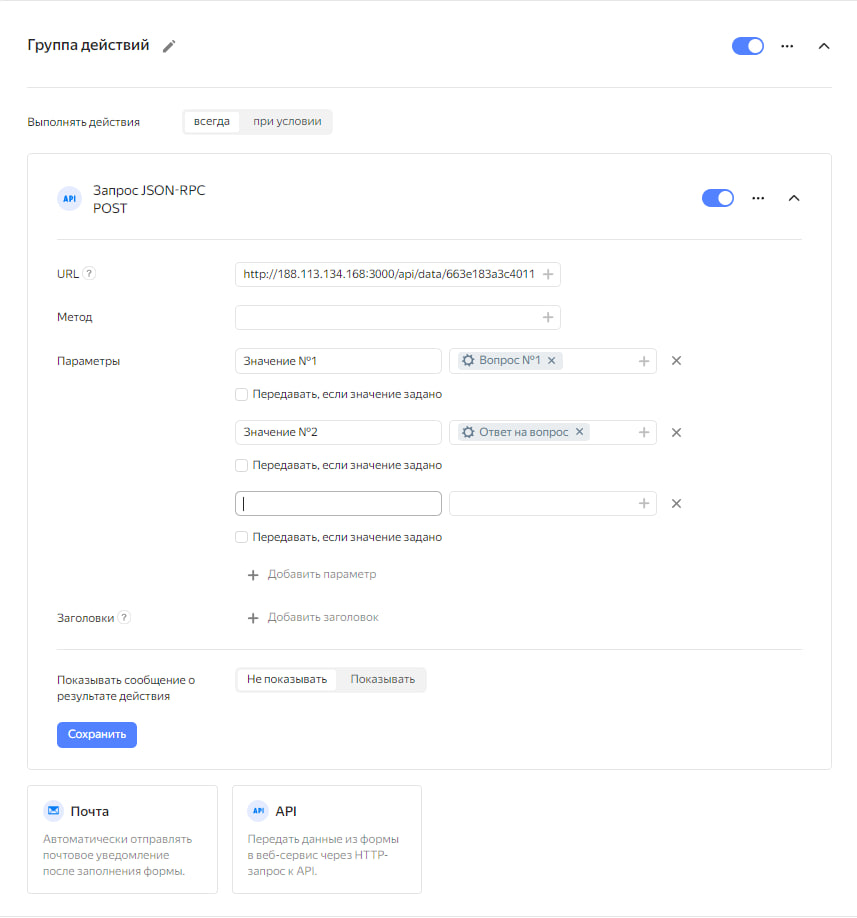 Группа действий
Выполнять действия всегда при условии
API Запрос JSON-RPC
POST
URL ? http://188.113.134.168:3000/api/data/663e183a3c4011
Метод
Параметры Значение №1 Вопрос №1
Передавать, если значение задано
Значение №2 Ответ на вопрос
Передавать, если значение задано
Передавать, если значение задано
Добавить параметр
Заголовки ? Добавить заголовок
Показывать сообщение о Не показывать Показывать
результате действия
Сохранить
Почта
Автоматически отправлять
почтовое уведомление
после заполнения формы.
API API
Передать данные из формы
в веб-сервис через HTTP-
запрос к API.